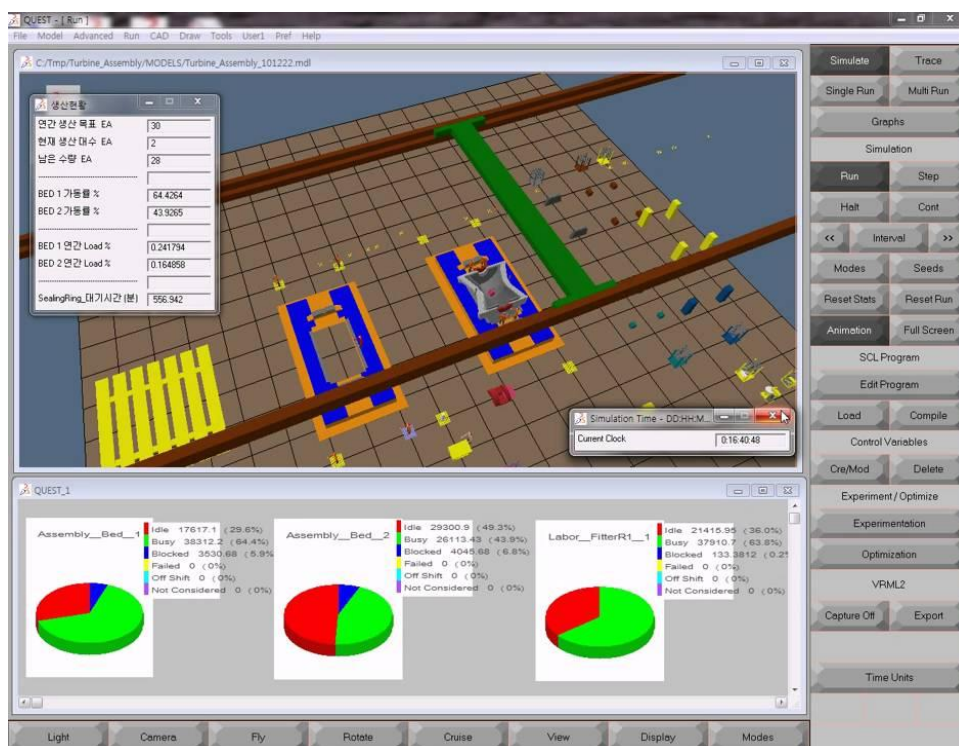 QUEST - [ Run ]
File Model Advanced Run CAD Draw Tools User1 Pref Help
C:/Tmp/Turbine_Assembly/MODELS/Turbine_Assembly_101222.mdl
생산현황
연간 생산 목표 EA 30
현재 생산 대수 EA 2
남은 수량 EA 28
BED 1 가동률 % 64.4264
BED 2 가동률 % 43.9265
BED 1 연간 Load % 0.241794
BED 2 연간 Load % 0.164858
SealingRing_대기시간 (분) 556.942
Simulation Time - DD:HH:M...
Current Clock 0:16:40:48
QUEST_1
Assembly__Bed__1
Idle 17617.1 (29.6%)
Busy 38312.2 (64.4%)
Blocked 3530.68 (5.9%
Failed 0 (0%)
Off Shift 0 (0%)
Not Considered 0 (0%)
Assembly__Bed__2
Idle 29300.9 (49.3%)
Busy 26113.43 (43.9%)
Blocked 4045.68 (6.8%)
Failed 0 (0%)
Off Shift 0 (0%)
Not Considered 0 (0%)
Labor__FitterR1__1
Idle 21415.95 (36.0%)
Busy 37910.7 (63.8%)
Blocked 133.3812 (0.2%
Failed 0 (0%)
Off Shift 0 (0%)
Not Considered 0 (0%)
Simulate Trace
Single Run Multi Run
Graphs
Simulation
Run Step
Halt Cont
<< Interval >>
Modes Seeds
Reset Stats Reset Run
Animation Full Screen
SCL Program
Edit Program
Load Compile
Control Variables
Cre/Mod Delete
Experiment / Optimize
Experimentation
Optimization
VRML2
Capture Off Export
Time Units
Light Camera Fly Rotate Cruise View Display Modes